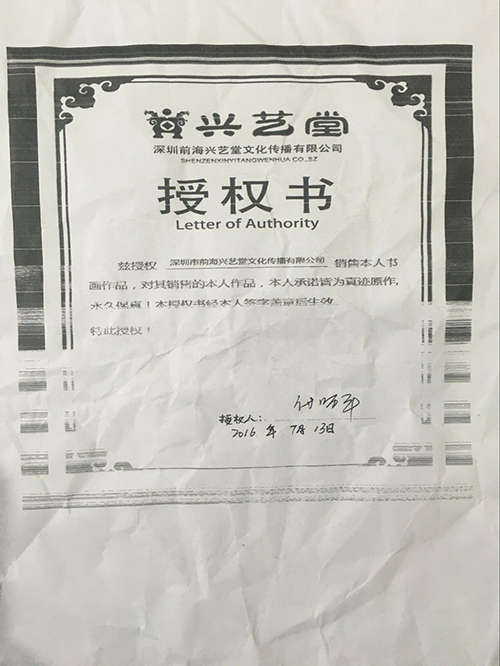 兴艺堂
深圳前海兴艺堂文化传播有限公司
SHENZENXINYITANGWENHUA CO.,SZ
授权书
Letter of Authority
兹授权 深圳市前海兴艺堂文化传播有限公司 销售本人书
画作品，对其销售的本人作品，本人承诺皆为真迹原作，
永久保真！本授权书经本人签字盖章后生效。
特此授权！
授权人：
2016 年 7月 13日